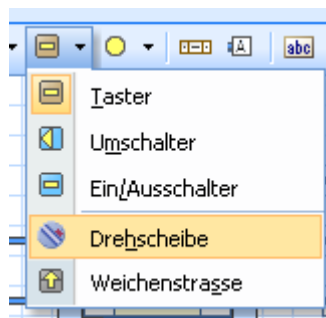 abc
Taster
Umschalter
Ein/Ausschalter
Drehscheibe
Weichenstrasse